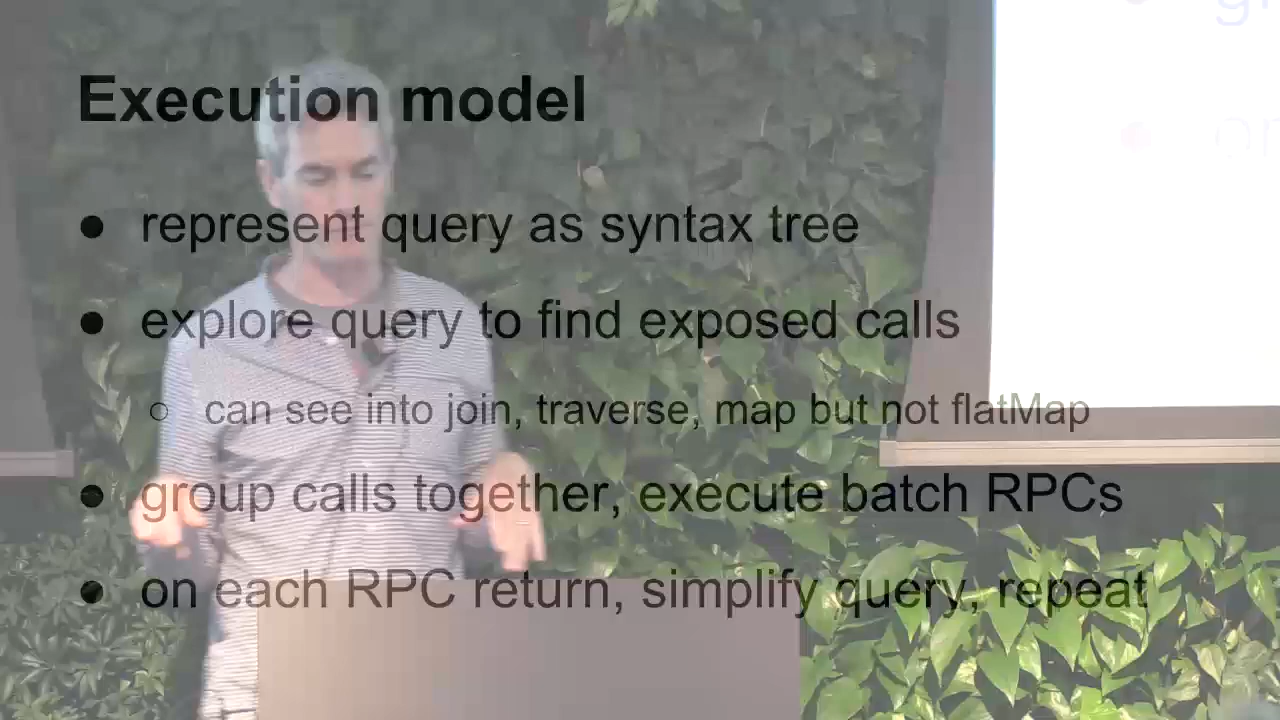 Execution model
● represent query as syntax tree
● explore query to find exposed calls
○ can see into join, traverse, map but not flatMap
● group calls together, execute batch RPCs
● on each RPC return, simplify query, repeat